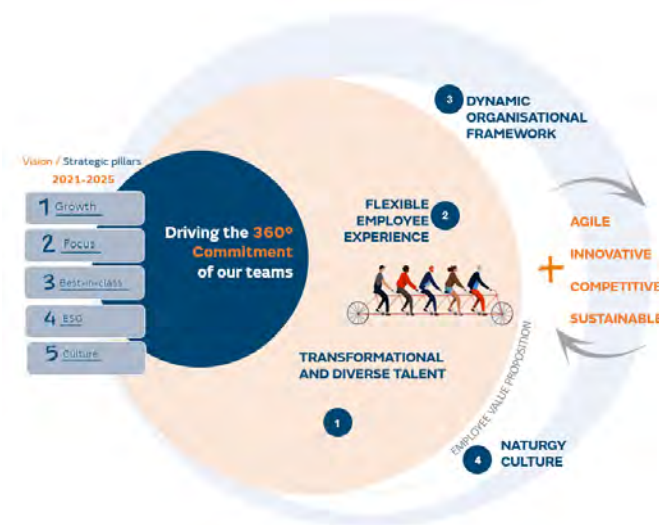 Vision / Strategic pillars
2021-2025
1 Growth
2 Focus
3 Best-in-class
4 ESG
5 Culture
Driving the 360º
Commitment
of our teams
3 DYNAMIC
ORGANISATIONAL
FRAMEWORK
FLEXIBLE
EMPLOYEE
EXPERIENCE
2
TRANSFORMATIONAL
AND DIVERSE TALENT
1
EMPLOYEE VALUE PROPOSITION
4 NATURGY
CULTURE
+
AGILE
INNOVATIVE
COMPETITIVE
SUSTAINABLE